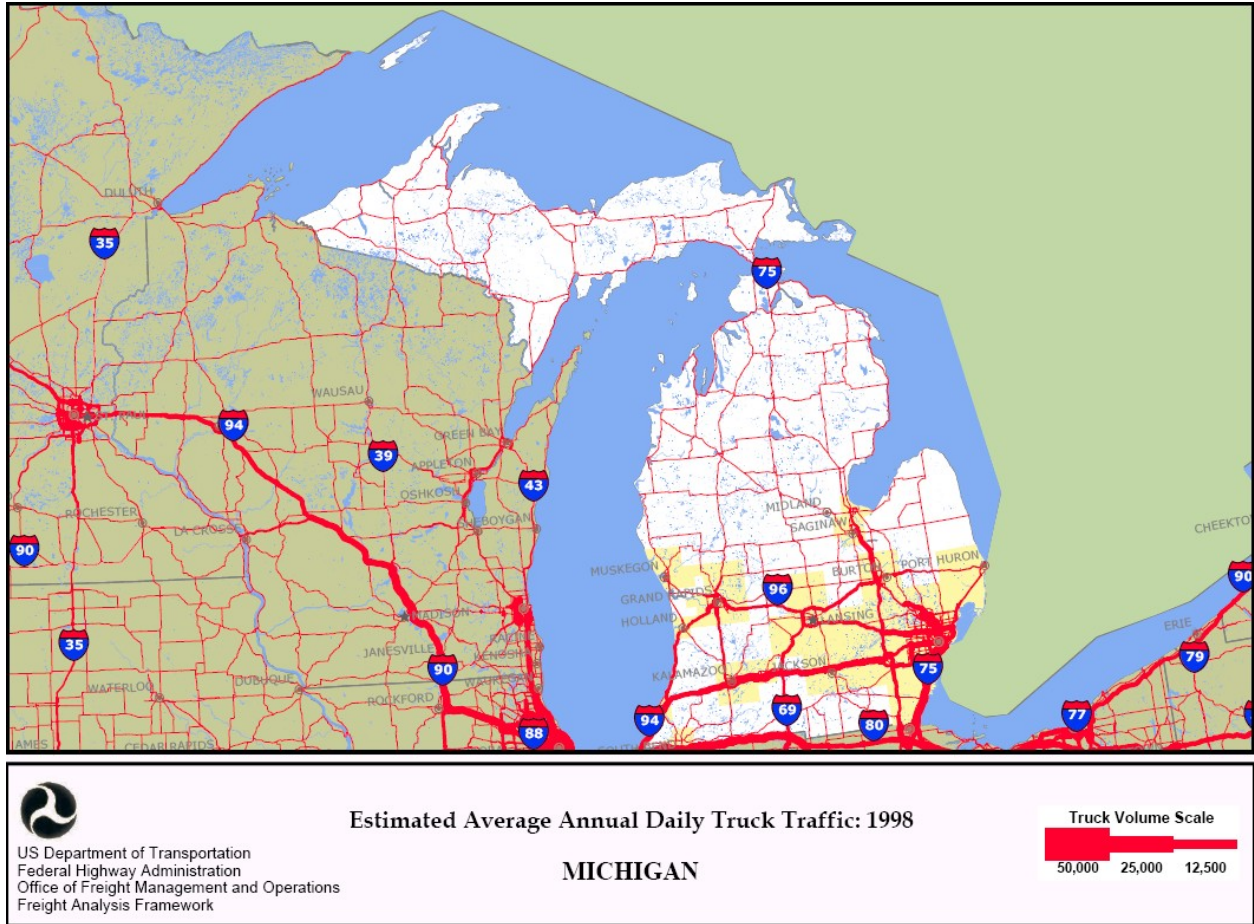 DULUTH
35
75
WAUSAU
94
GREEN BAY
39
APPLETON
43
OSHKOSH
MIDLAND
ROCHESTER
SAGINAW
LA CROSSE
SHEBOYGAN
CHEEKTO
90
MUSKEGON
BURTON
PORT HURON
90
GRAND RAPIDS
96
MADISON
HOLLAND
LANSING
ERIE
35
RACINE
JANESVILLE
KENOSHA
79
90
WAUKEGAN
KALAMAZOO
JACKSON
75
WATERLOO
DUBUQUE
ROCKFORD
94
69
80
77
88
AMES
CEDAR RAPIDS
Estimated Average Annual Daily Truck Traffic: 1998
MICHIGAN
US Department of Transportation
Federal Highway Administration
Office of Freight Management and Operations
Freight Analysis Framework
Truck Volume Scale
50,000 25,000 12,500